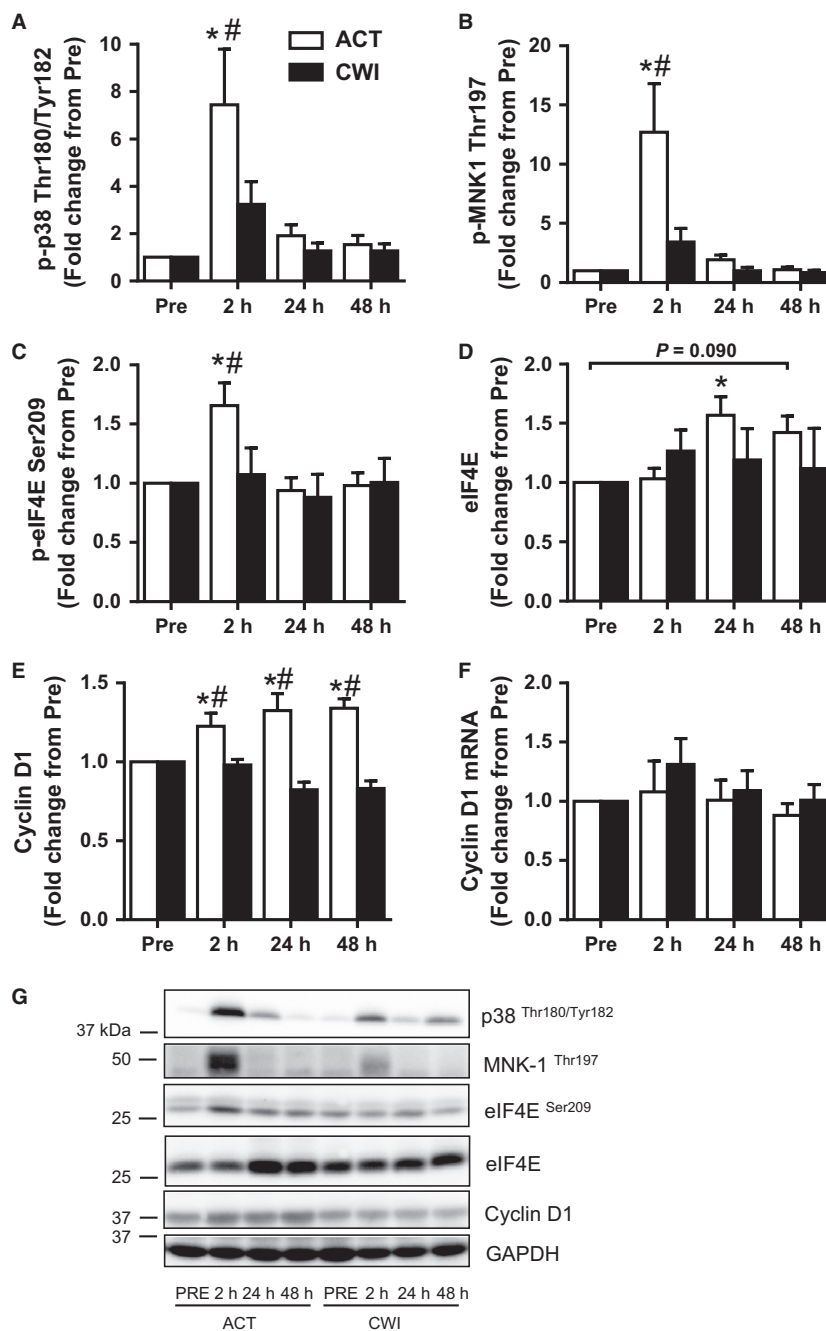 A
p-p38 Thr180/Tyr182
(Fold change from Pre)
10
8
6
4
2
0
*#
ACT
CWI
Pre 2 h 24 h 48 h
B
p-MNK1 Thr197
(Fold change from Pre)
20
15
10
5
0
*#
Pre 2 h 24 h 48 h
C
p-eIF4E Ser209
(Fold change from Pre)
2.0
1.5
1.0
0.5
0.0
*#
Pre 2 h 24 h 48 h
D
eIF4E
(Fold change from Pre)
2.0
1.5
1.0
0.5
0.0
P = 0.090
*
Pre 2 h 24 h 48 h
E
Cyclin D1
(Fold change from Pre)
1.5
1.0
0.5
0.0
*# *# *#
Pre 2 h 24 h 48 h
F
Cyclin D1 mRNA
(Fold change from Pre)
2.0
1.5
1.0
0.5
0.0
Pre 2 h 24 h 48 h
G
37 kDa
p38 Thr180/Tyr182
50
MNK-1 Thr197
25
eIF4E Ser209
25
eIF4E
37
Cyclin D1
37
GAPDH
PRE 2 h 24 h 48 h PRE 2 h 24 h 48 h
ACT CWI